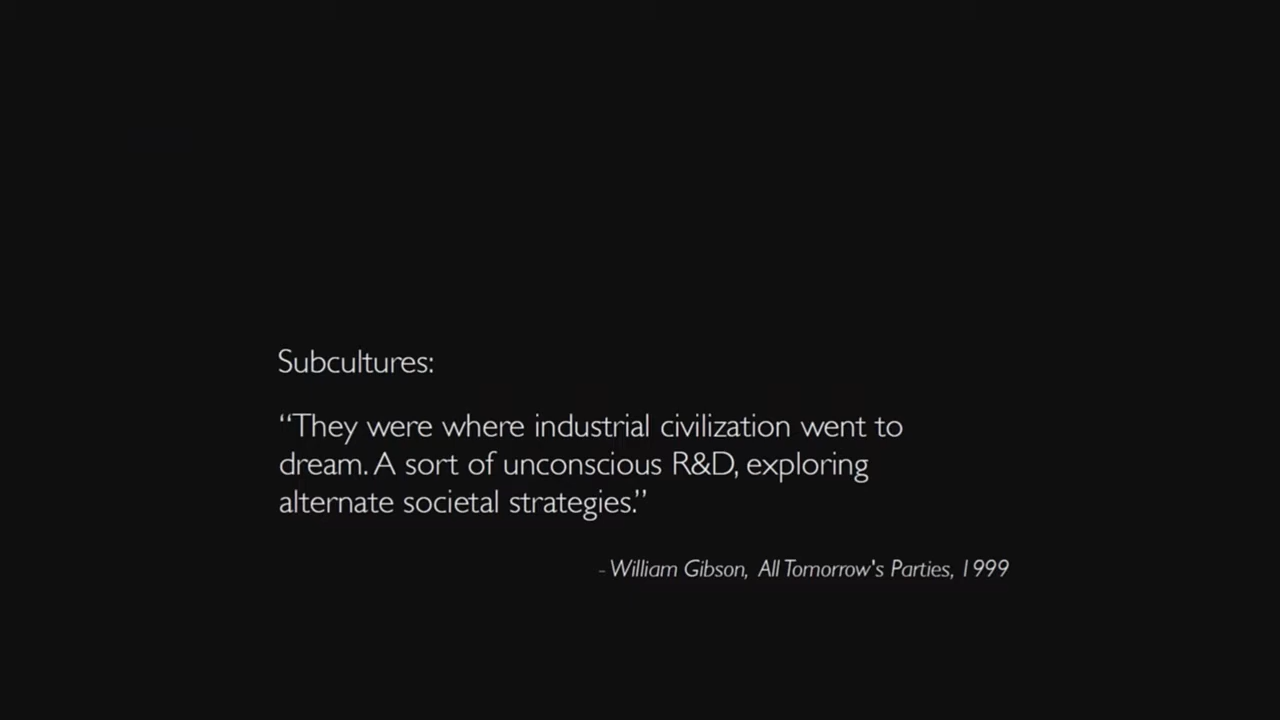 Subcultures:
“They were where industrial civilization went to
dream. A sort of unconscious R&D, exploring
alternate societal strategies.”
- William Gibson, All Tomorrow's Parties, 1999